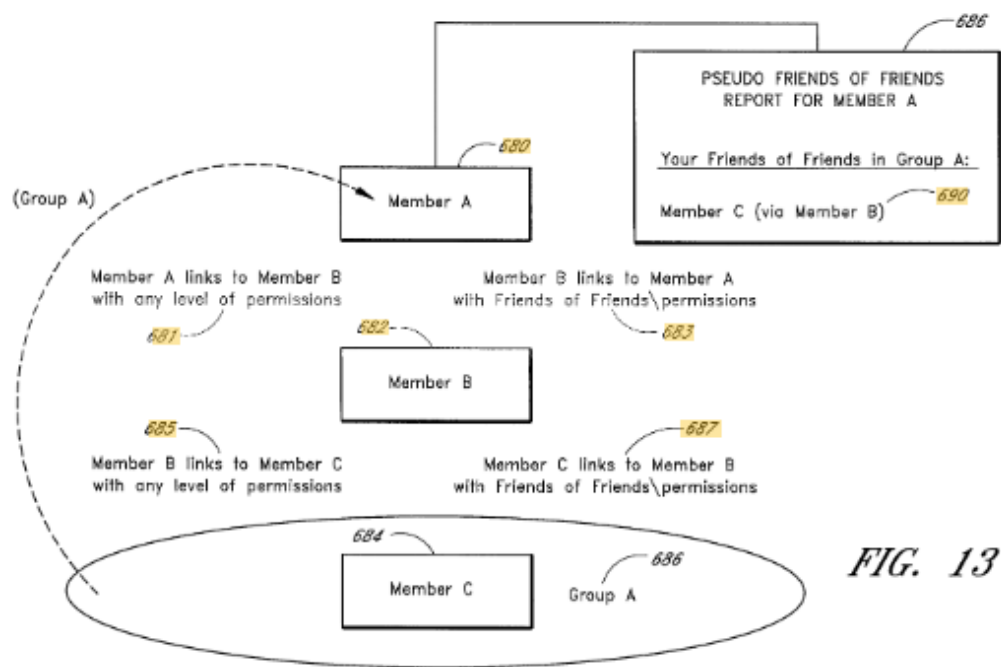 686
PSEUDO FRIENDS OF FRIENDS
REPORT FOR MEMBER A
Your Friends of Friends in Group A:
690
Member C (via Member B)
680
(Group A)
Member A
Member A links to Member B
with any level of permissions
681
Member B links to Member A
with Friends of Friends\permissions
683
682
Member B
685
Member B links to Member C
with any level of permissions
687
Member C links to Member B
with Friends of Friends\permissions
684
Member C
686
Group A
FIG. 13